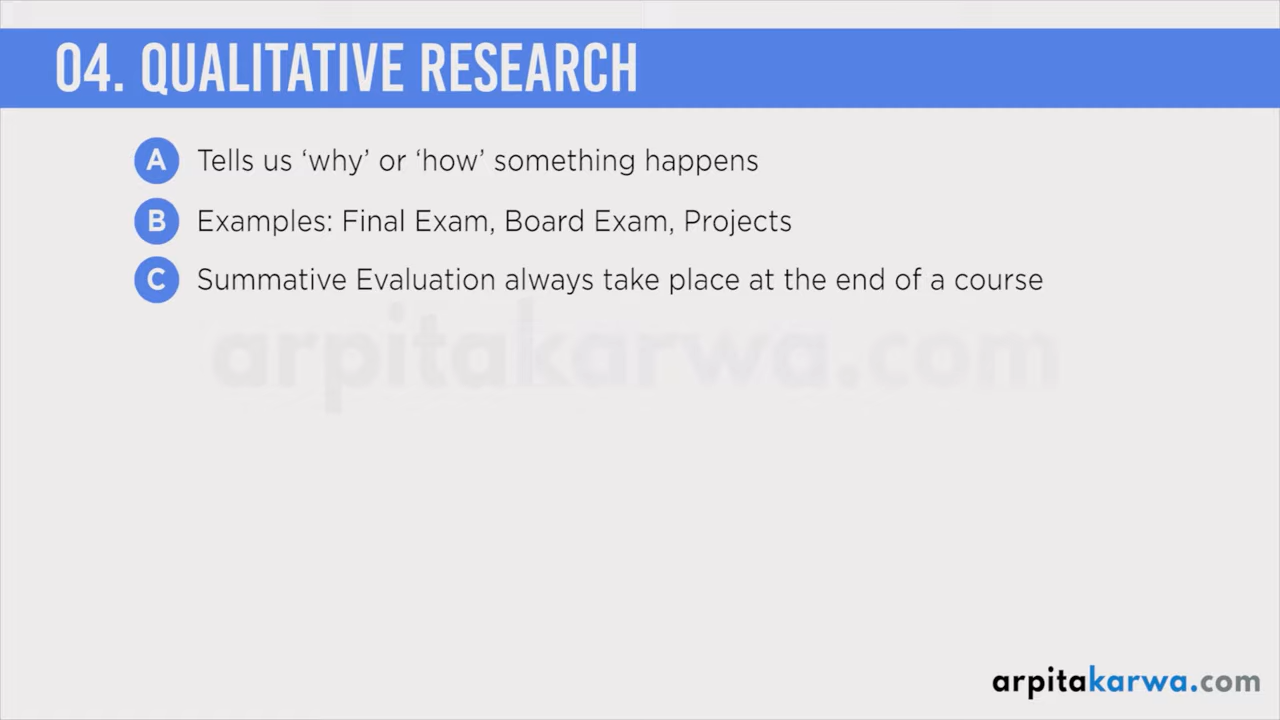 04. QUALITATIVE RESEARCH
A Tells us ‘why’ or ‘how’ something happens
B Examples: Final Exam, Board Exam, Projects
C Summative Evaluation always take place at the end of a course
arpitakarwa.com
arpitakarwa.com